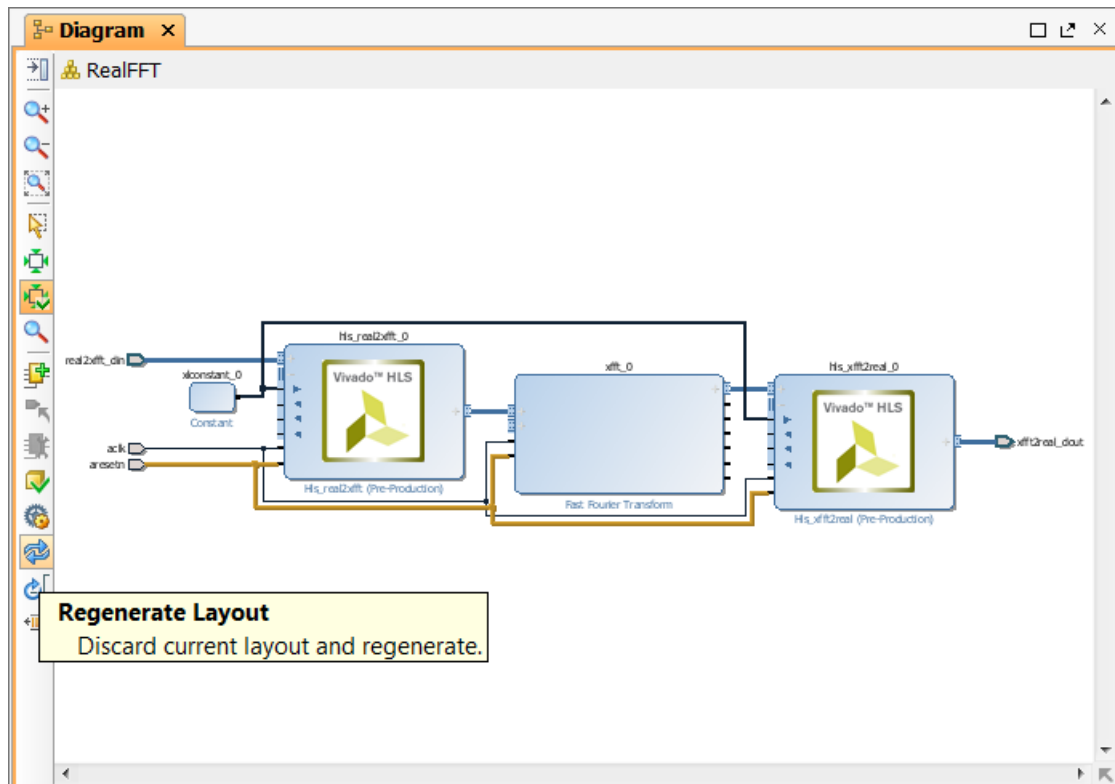 Diagram
RealFFT
hls_real2xfft_0
real2xfft_din
xlconstant_0
Vivado™ HLS
Constant
aclk
aresetn
hls_real2xfft (Pre-Production)
xfft_0
Fast Fourier Transform
hls_xfft2real_0
Vivado™ HLS
xfft2real_dout
hls_xfft2real (Pre-Production)
Regenerate Layout
Discard current layout and regenerate.